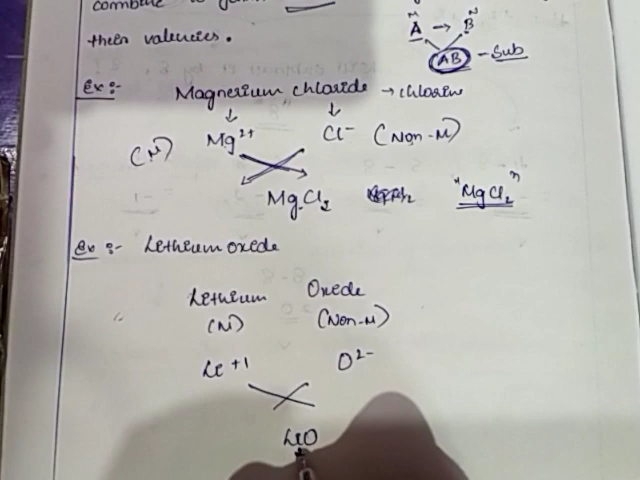 their valencies.
A → B
AB - Sub
Ex:- Magnesium chloride → chlorine
(M) Mg2+ Cl- (Non-M)
MgCl2 "MgCl2"
Ex:- Lithium oxide
Lithium Oxide
(M) (Non-M)
Li +1 O2-
LiO